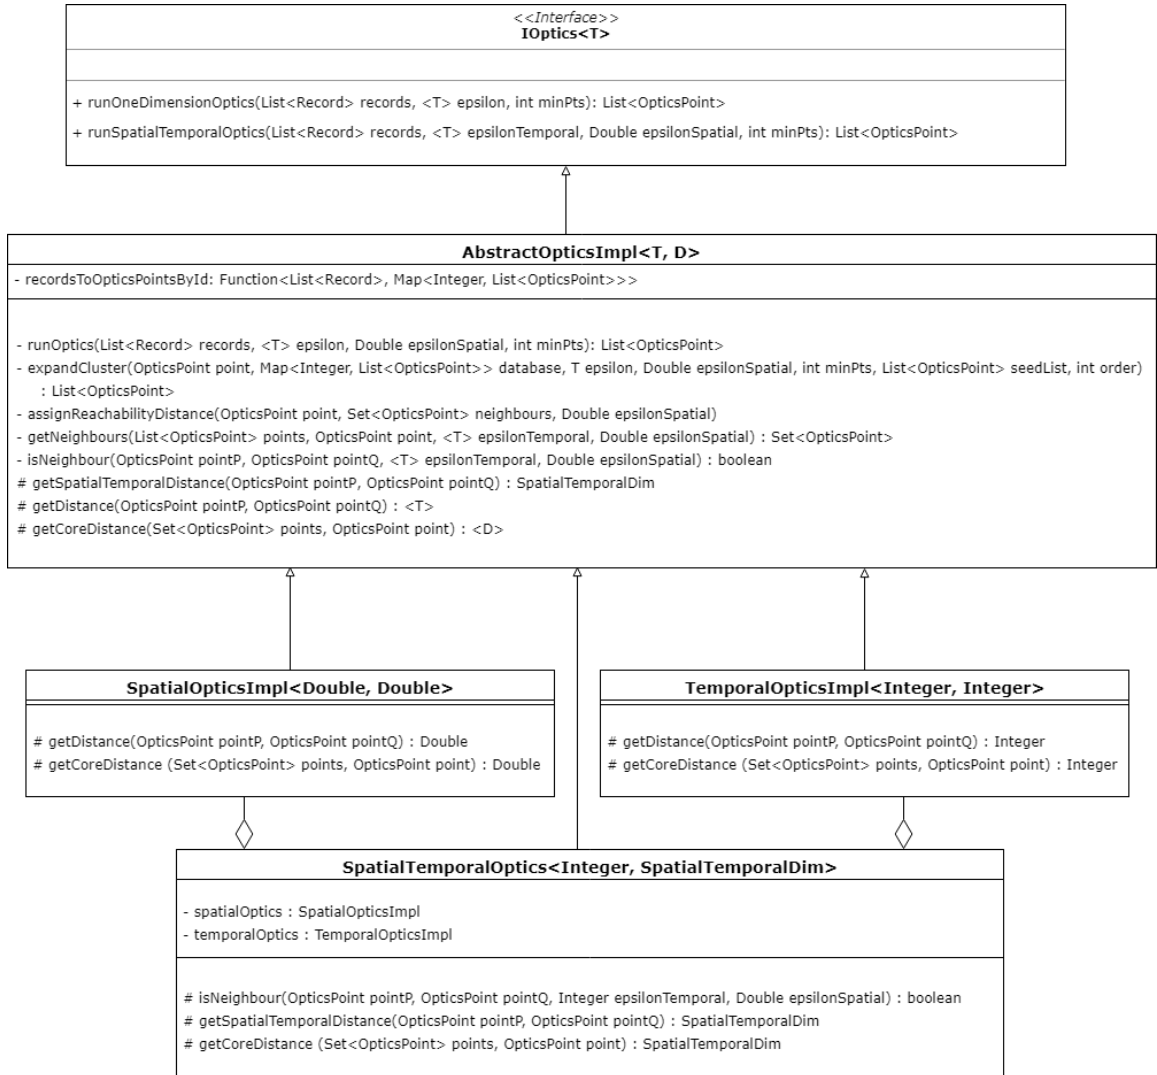 <<Interface>>
IOptics<T>
+ runOneDimensionOptics(List<Record> records, <T> epsilon, int minPts): List<OpticsPoint>
+ runSpatialTemporalOptics(List<Record> records, <T> epsilonTemporal, Double epsilonSpatial, int minPts): List<OpticsPoint>
AbstractOpticsImpl<T, D>
- recordsToOpticsPointsById: Function<List<Record>, Map<Integer, List<OpticsPoint>>>
- runOptics(List<Record> records, <T> epsilon, Double epsilonSpatial, int minPts): List<OpticsPoint>
- expandCluster(OpticsPoint point, Map<Integer, List<OpticsPoint>> database, T epsilon, Double epsilonSpatial, int minPts, List<OpticsPoint> seedList, int order)
: List<OpticsPoint>
- assignReachabilityDistance(OpticsPoint point, Set<OpticsPoint> neighbours, Double epsilonSpatial)
- getNeighbours(List<OpticsPoint> points, OpticsPoint point, <T> epsilonTemporal, Double epsilonSpatial) : Set<OpticsPoint>
- isNeighbour(OpticsPoint pointP, OpticsPoint pointQ, <T> epsilonTemporal, Double epsilonSpatial) : boolean
# getSpatialTemporalDistance(OpticsPoint pointP, OpticsPoint pointQ) : SpatialTemporalDim
# getDistance(OpticsPoint pointP, OpticsPoint pointQ) : <T>
# getCoreDistance(Set<OpticsPoint> points, OpticsPoint point) : <D>
SpatialOpticsImpl<Double, Double>
# getDistance(OpticsPoint pointP, OpticsPoint pointQ) : Double
# getCoreDistance (Set<OpticsPoint> points, OpticsPoint point) : Double
TemporalOpticsImpl<Integer, Integer>
# getDistance(OpticsPoint pointP, OpticsPoint pointQ) : Integer
# getCoreDistance (Set<OpticsPoint> points, OpticsPoint point) : Integer
SpatialTemporalOptics<Integer, SpatialTemporalDim>
- spatialOptics : SpatialOpticsImpl
- temporalOptics : TemporalOpticsImpl
# isNeighbour(OpticsPoint pointP, OpticsPoint pointQ, Integer epsilonTemporal, Double epsilonSpatial) : boolean
# getSpatialTemporalDistance(OpticsPoint pointP, OpticsPoint pointQ) : SpatialTemporalDim
# getCoreDistance (Set<OpticsPoint> points, OpticsPoint point) : SpatialTemporalDim